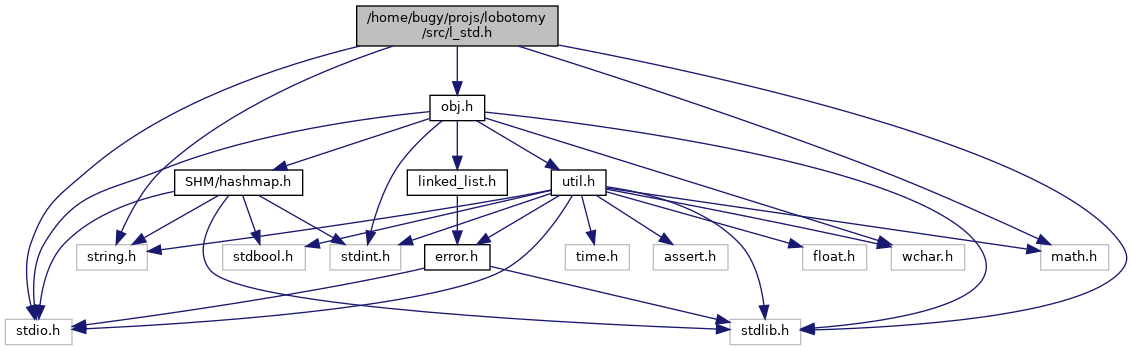 /home/bugy/projs/lobotomy
/src/l_std.h
obj.h
SHM/hashmap.h
linked_list.h
util.h
string.h
stdbool.h
stdint.h
error.h
time.h
assert.h
float.h
wchar.h
math.h
stdio.h
stdlib.h